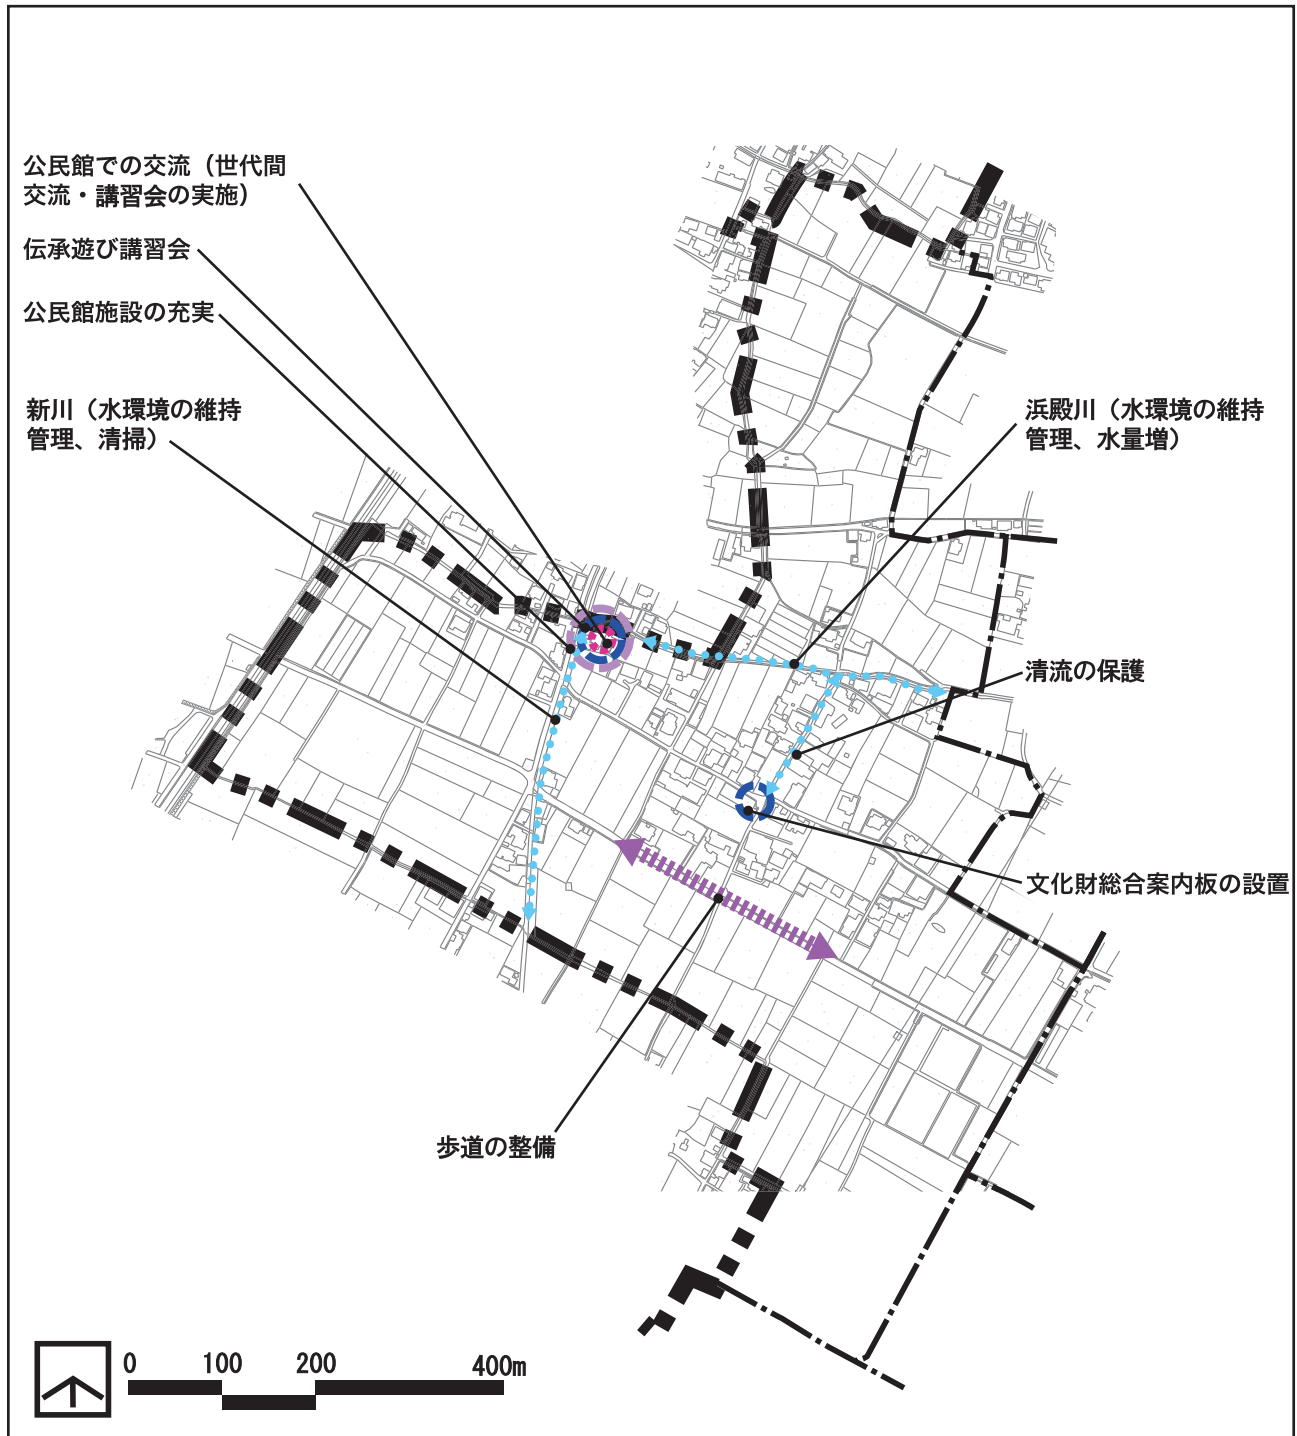 公民館での交流（世代間
交流・講習会の実施）
伝承遊び講習会
公民館施設の充実
新川（水環境の維持
管理、清掃）
浜殿川（水環境の維持
管理、水量増）
清流の保護
文化財総合案内板の設置
歩道の整備
0 100 200 400m